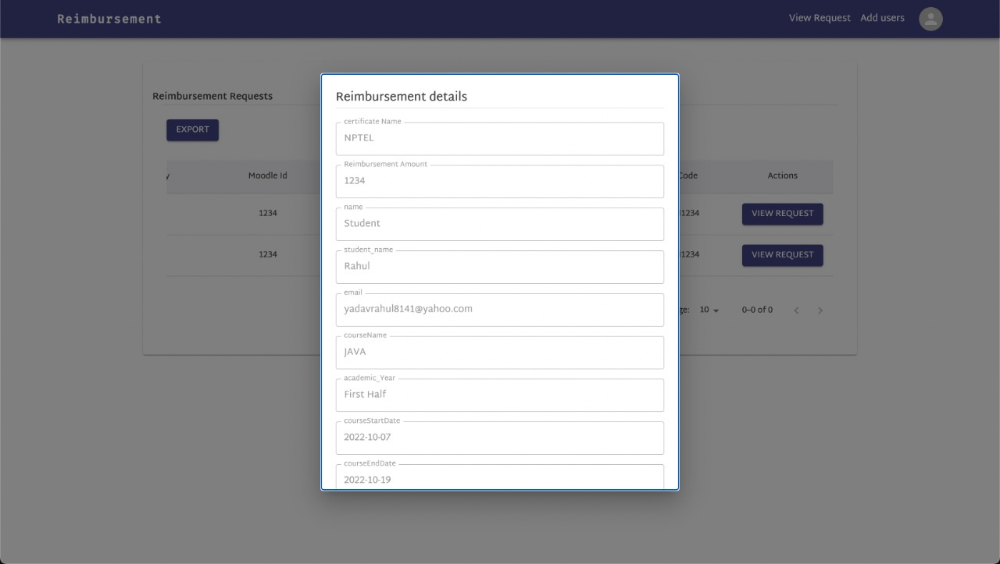 Reimbursement
View Request Add users
Reimbursement Requests
EXPORT
y Moodle Id Code Actions
1234 1234 VIEW REQUEST
1234 1234 VIEW REQUEST
ge: 10 0–0 of 0
Reimbursement details
certificate Name
NPTEL
Reimbursement Amount
1234
name
Student
student_name
Rahul
email
yadavrahul8141@yahoo.com
courseName
JAVA
academic_Year
First Half
courseStartDate
2022-10-07
courseEndDate
2022-10-19